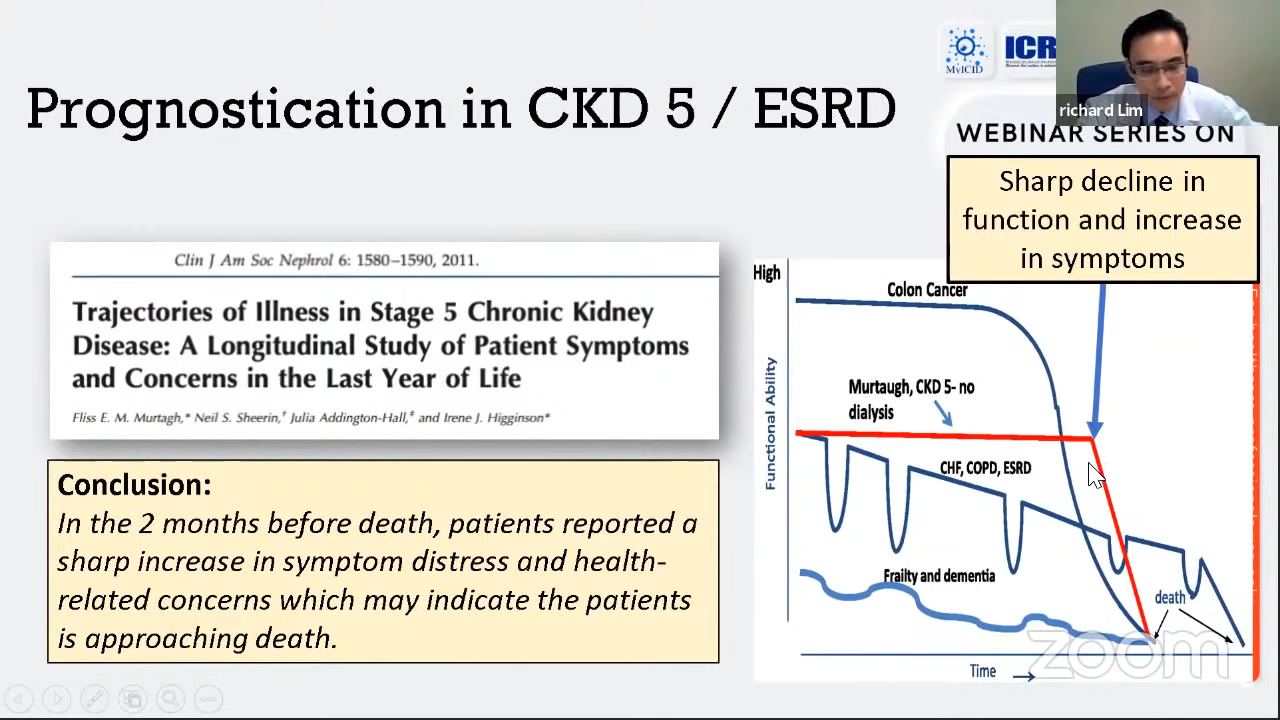 MyICID
ICR
richard Lim
Prognostication in CKD 5 / ESRD
WEBINAR SERIES ON
Sharp decline in
function and increase
in symptoms
Clin J Am Soc Nephrol 6: 1580–1590, 2011.
Trajectories of Illness in Stage 5 Chronic Kidney
Disease: A Longitudinal Study of Patient Symptoms
and Concerns in the Last Year of Life
Fliss E. M. Murtagh,* Neil S. Sheerin,† Julia Addington-Hall,‡ and Irene J. Higginson*
Conclusion:
In the 2 months before death, patients reported a
sharp increase in symptom distress and health-
related concerns which may indicate the patients
is approaching death.
High
Colon Cancer
Murtaugh, CKD 5- no
dialysis
Functional Ability
CHF, COPD, ESRD
Frailty and dementia
death
Time
zoom